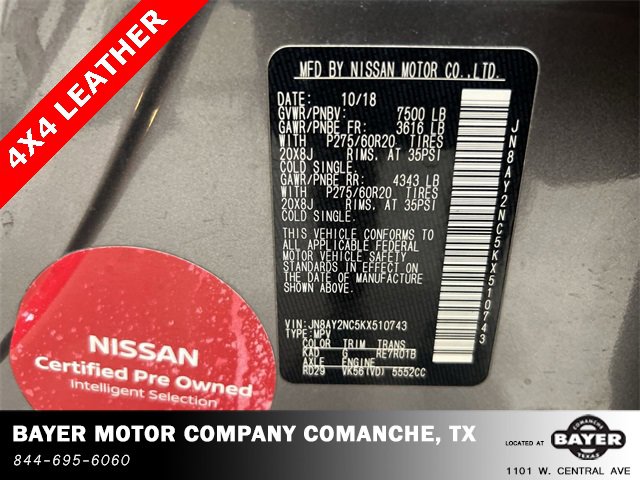 4X4 LEATHER
MFD BY NISSAN MOTOR CO.,LTD.
DATE: 10/18
GVWR/PNBV: 7500 LB
GAWR/PNBE FR: 3616 LB
WITH P275/60R20 TIRES
20X8J RIMS, AT 35PSI
COLD SINGLE.
GAWR/PNBE RR: 4343 LB
WITH P275/60R20 TIRES
20X8J RIMS, AT 35PSI
COLD SINGLE.
THIS VEHICLE CONFORMS TO
ALL APPLICABLE FEDERAL
MOTOR VEHICLE SAFETY
STANDARDS IN EFFECT ON
THE DATE OF MANUFACTURE
SHOWN ABOVE.
VIN: JN8AY2NC5KX510743
TYPE: MPV
COLOR TRIM TRANS
KAD G RE7R01B
AXLE ENGINE
RD29 VK56(VD) 5552CC
JN8AY2NC5KX510743
NISSAN
Certified Pre Owned
Intelligent Selection
BAYER MOTOR COMPANY COMANCHE, TX
844-695-6060
LOCATED AT
COMANCHE
BAYER
TEXAS
1101 W. CENTRAL AVE